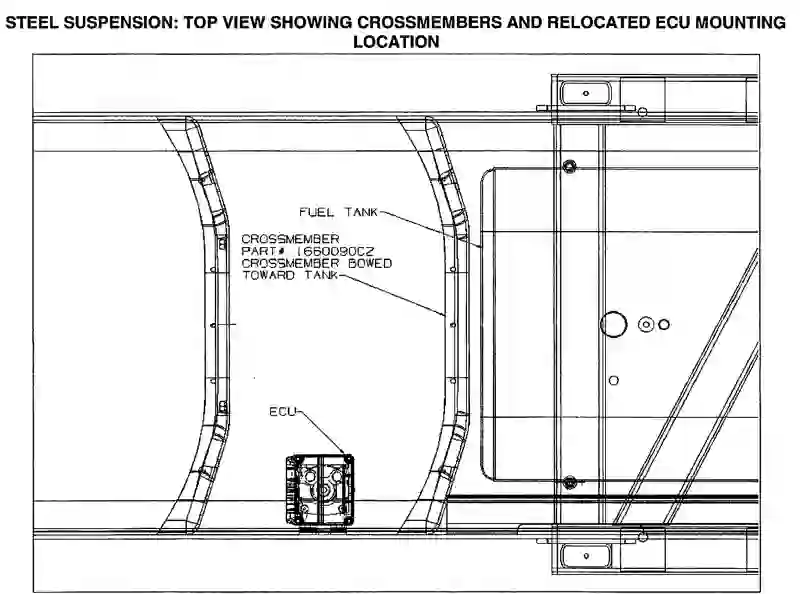 STEEL SUSPENSION: TOP VIEW SHOWING CROSSMEMBERS AND RELOCATED ECU MOUNTING
LOCATION
FUEL TANK
CROSSMEMBER
PART# 1660090C2
CROSSMEMBER BOWED
TOWARD TANK
ECU